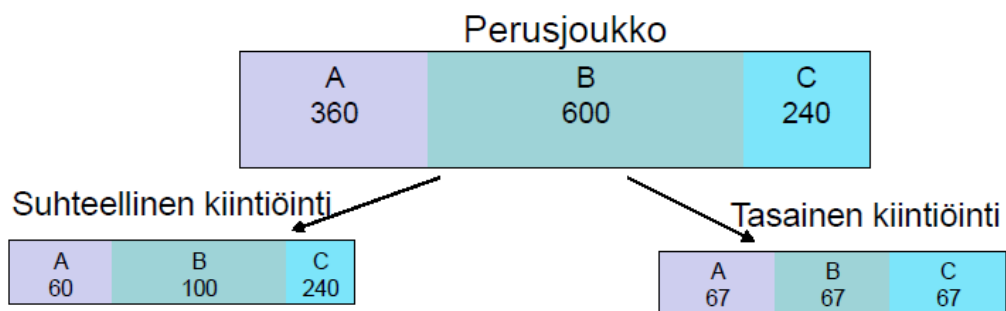 Perusjoukko
A B C
360 600 240
Suhteellinen kiintiöinti
A B C
60 100 240
Tasainen kiintiöinti
A B C
67 67 67